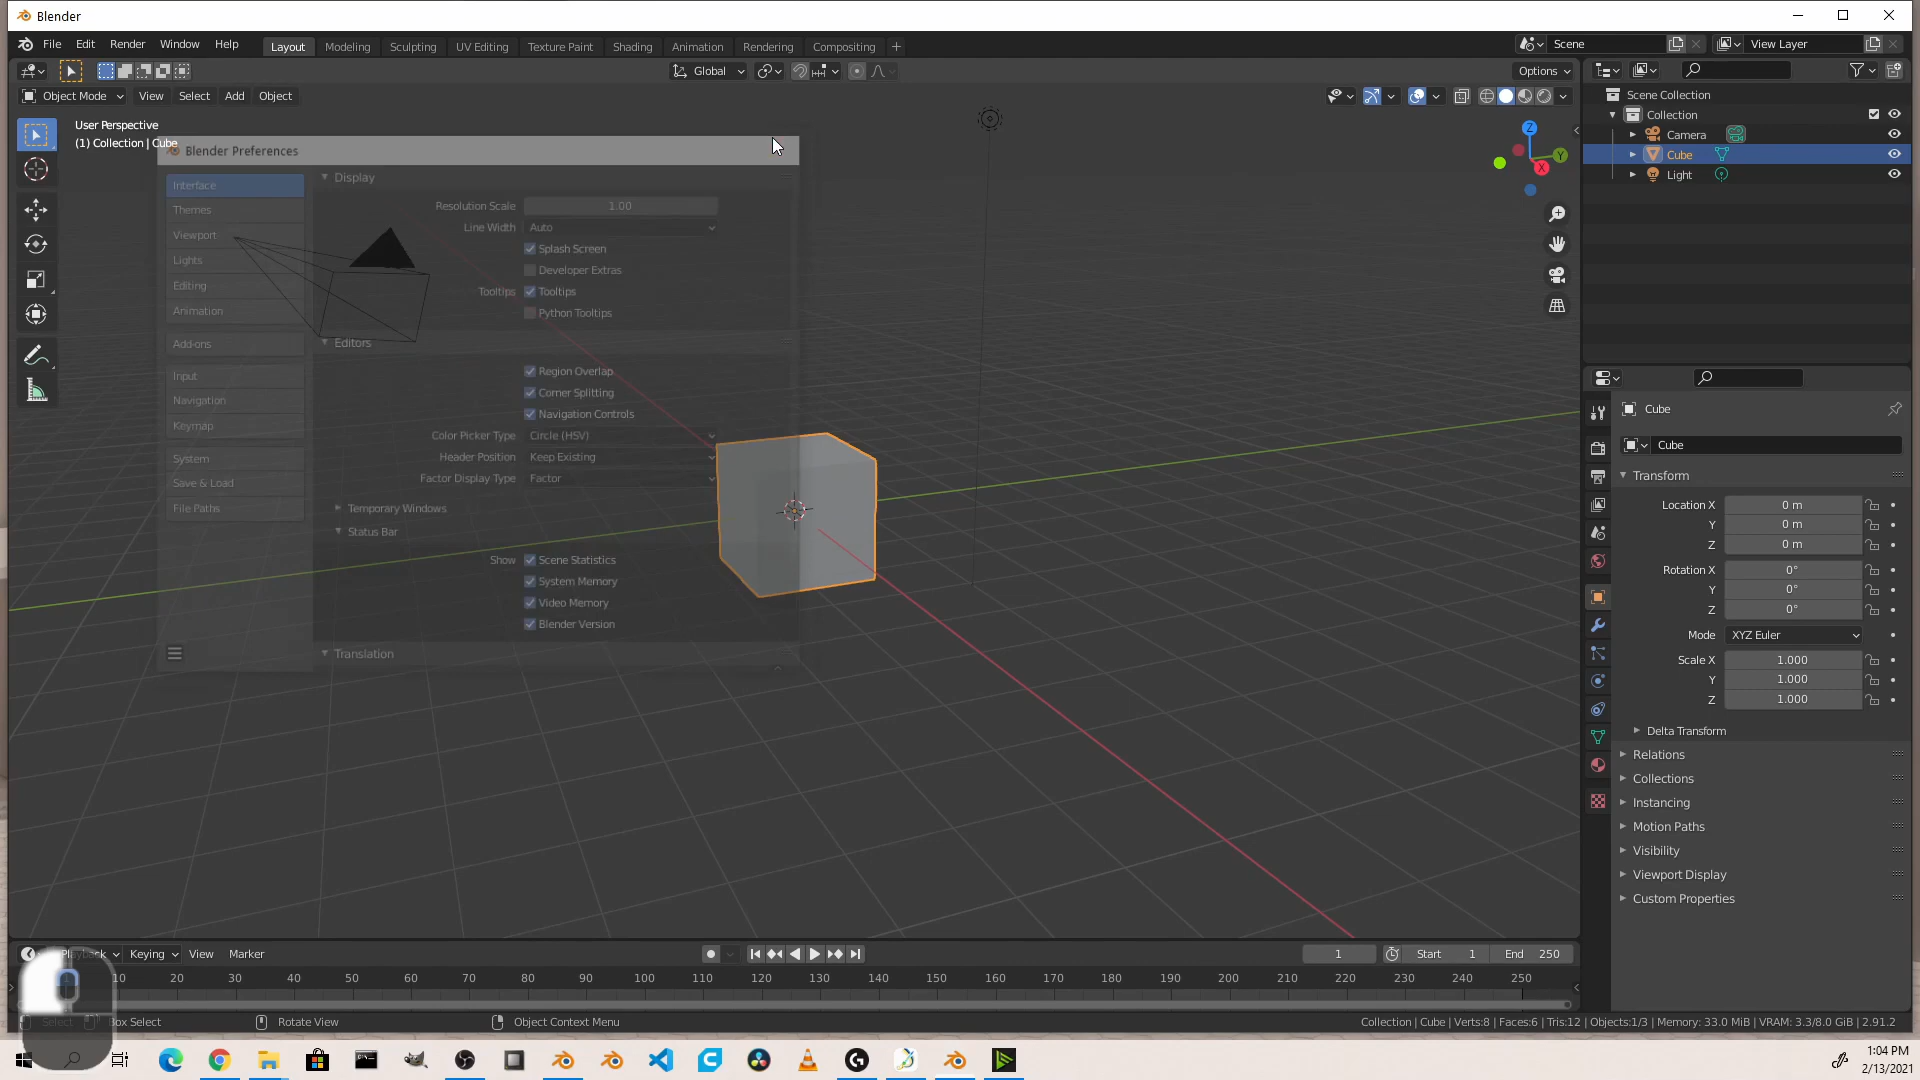 Blender
File Edit Render Window Help Layout Modeling Sculpting UV Editing Texture Paint Shading Animation Rendering Compositing + Scene View Layer
Global Options
Object Mode View Select Add Object
User Perspective
(1) Collection | Cube
Blender Preferences
Interface
Themes
Viewport
Lights
Editing
Animation
Add-ons
Input
Navigation
Keymap
System
Save & Load
File Paths
Display
Resolution Scale 1.00
Line Width Auto
Splash Screen
Developer Extras
Tooltips Tooltips
Python Tooltips
Editors
Region Overlap
Corner Splitting
Navigation Controls
Color Picker Type Circle (HSV)
Header Position Keep Existing
Factor Display Type Factor
Temporary Windows
Status Bar
Show Scene Statistics
System Memory
Video Memory
Blender Version
Translation
Z
Y
X
Scene Collection
Collection
Camera
Cube
Light
Cube
Cube
Transform
Location X 0 m
Y 0 m
Z 0 m
Rotation X 0°
Y 0°
Z 0°
Mode XYZ Euler
Scale X 1.000
Y 1.000
Z 1.000
Delta Transform
Relations
Collections
Instancing
Motion Paths
Visibility
Viewport Display
Custom Properties
Playback Keying View Marker 1 Start 1 End 250
10 20 30 40 50 60 70 80 90 100 110 120 130 140 150 160 170 180 190 200 210 220 230 240 250
Select Box Select Rotate View Object Context Menu Collection | Cube | Verts:8 | Faces:6 | Tris:12 | Objects:1/3 | Memory: 33.0 MiB | VRAM: 3.3/8.0 GiB | 2.91.2
1:04 PM
2/13/2021